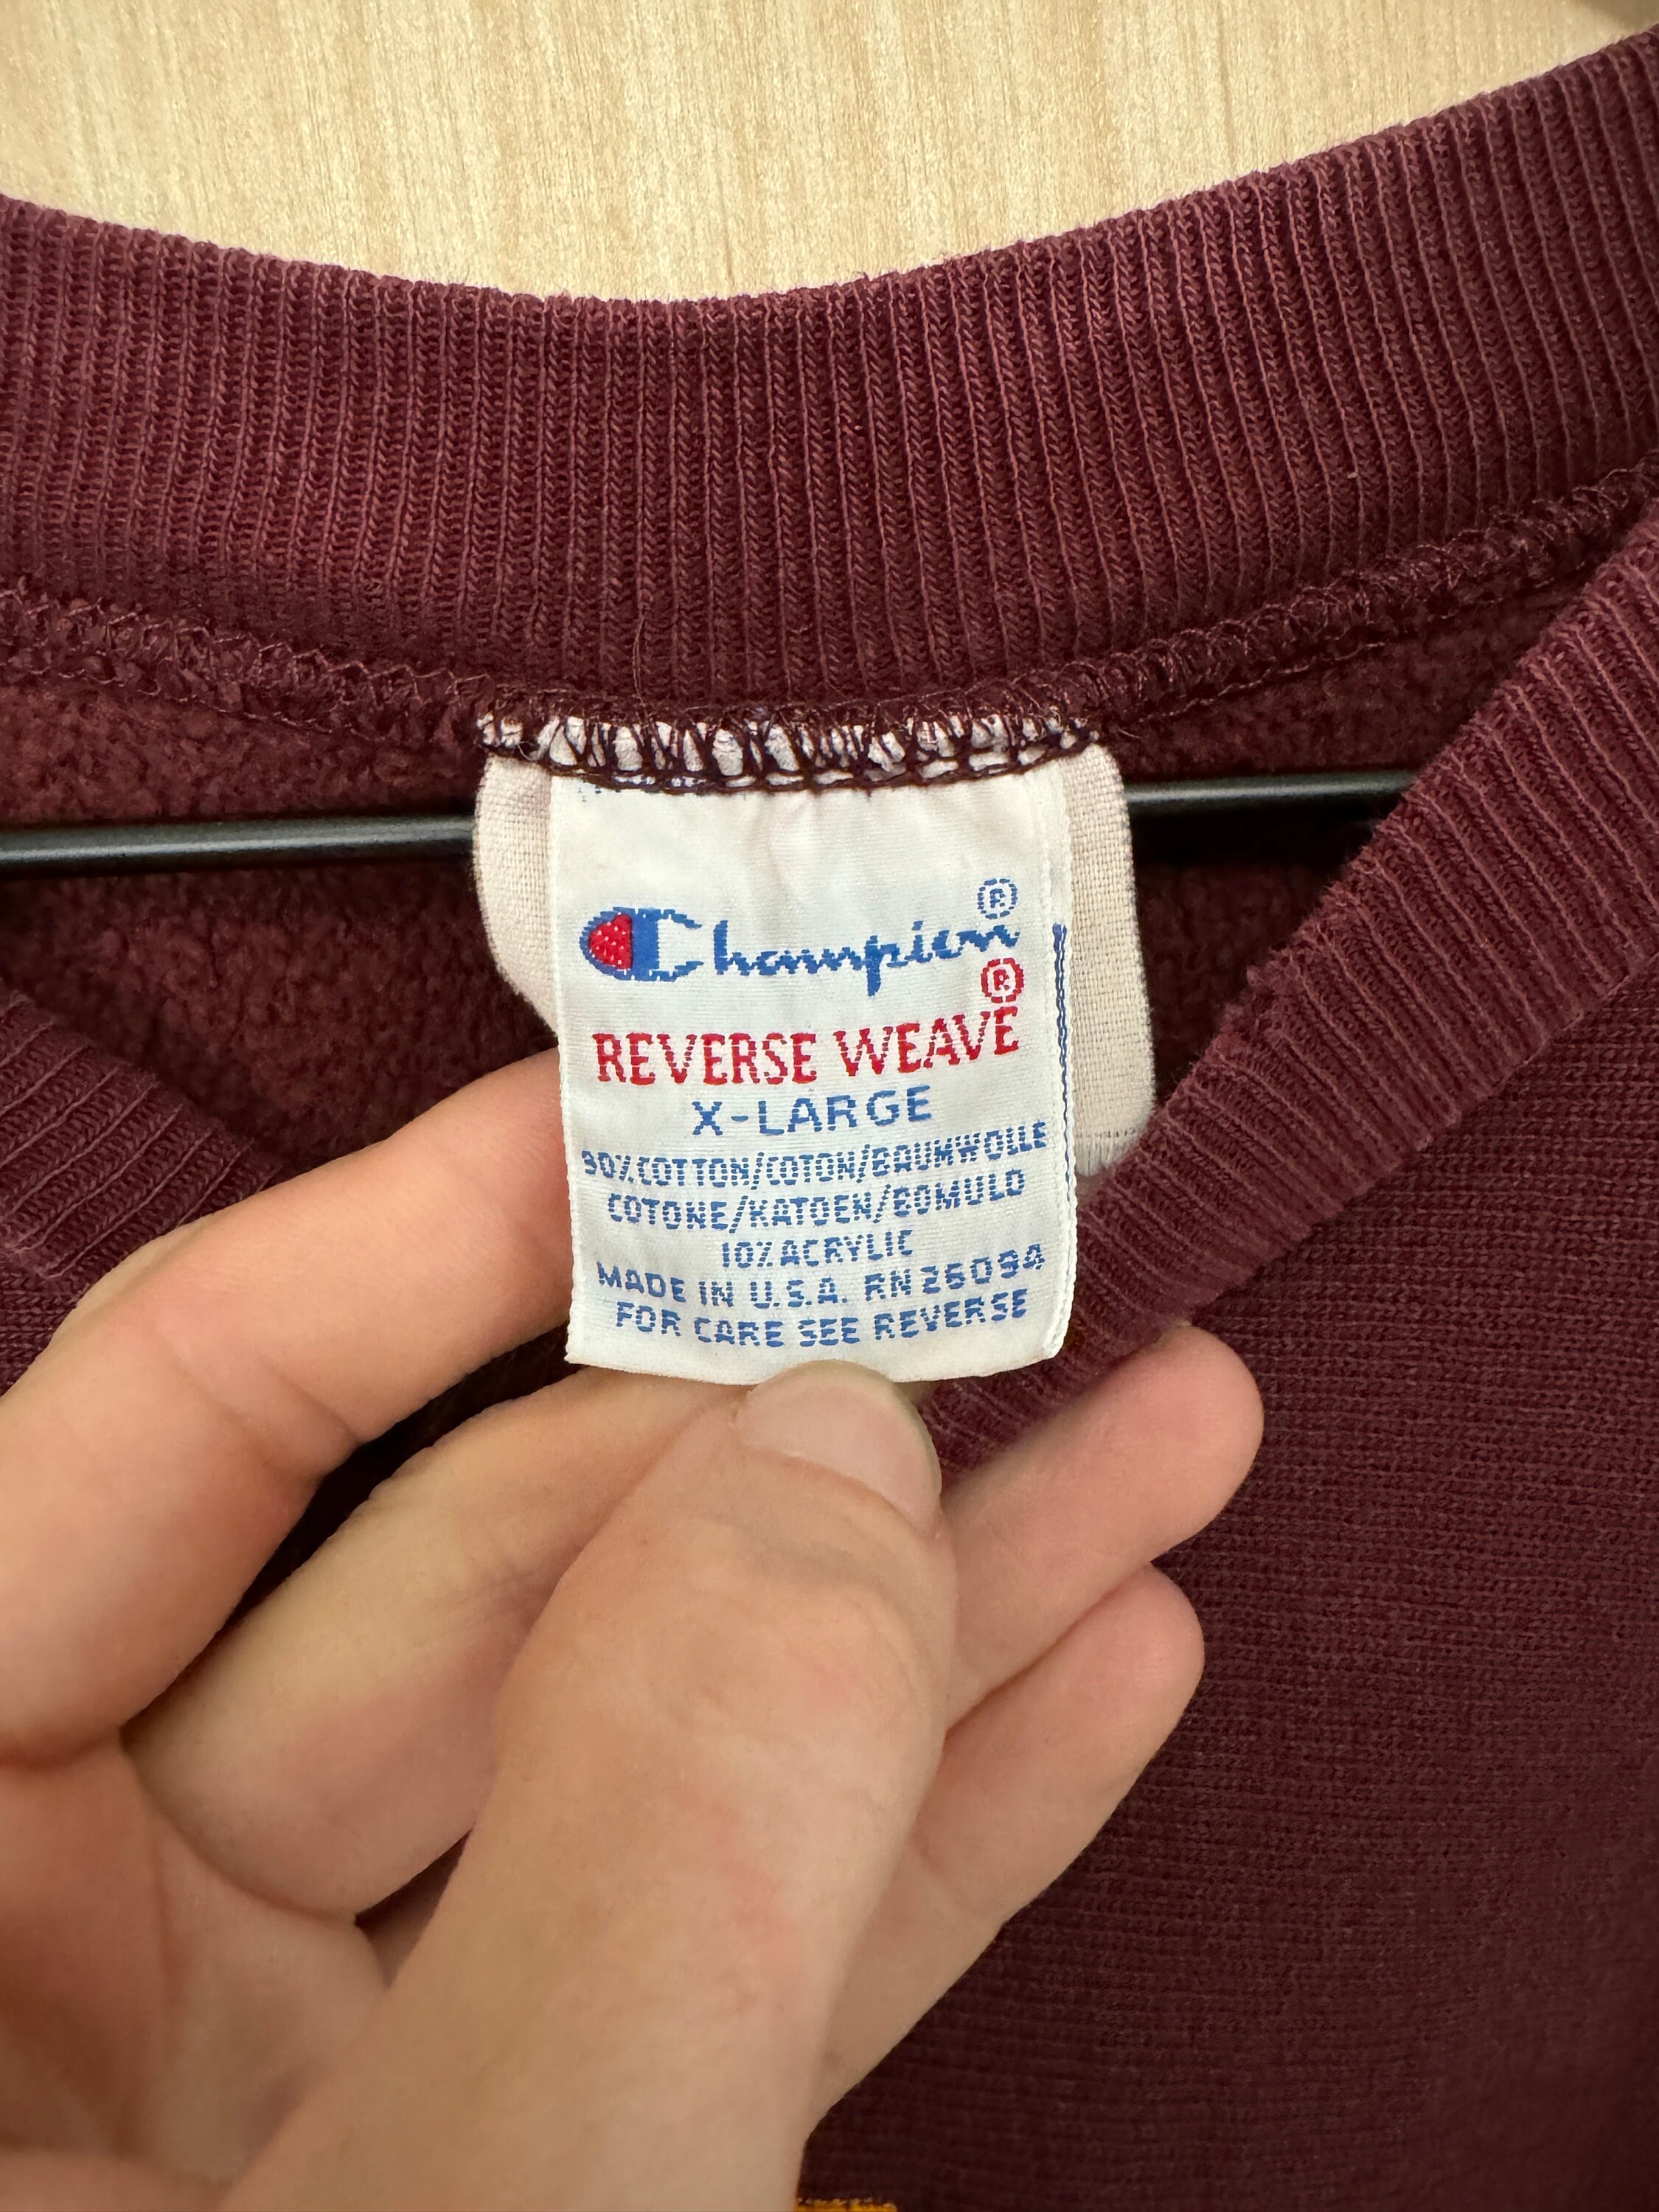 Champion®
®
REVERSE WEAVE
X-LARGE
90% COTTON/COTON/BAUMWOLLE
COTONE/KATOEN/BOMULD
10% ACRYLIC
MADE IN U.S.A. RN 26094
FOR CARE SEE REVERSE